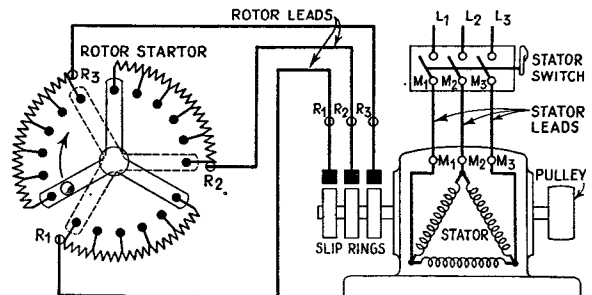 ROTOR LEADS
L1 L2 L3
ROTOR STARTOR
R3
STATOR
SWITCH
M1 M2 M3
R1 R2 R3
STATOR
LEADS
R2
M1 M2 M3
PULLEY
R1
SLIP RINGS
STATOR